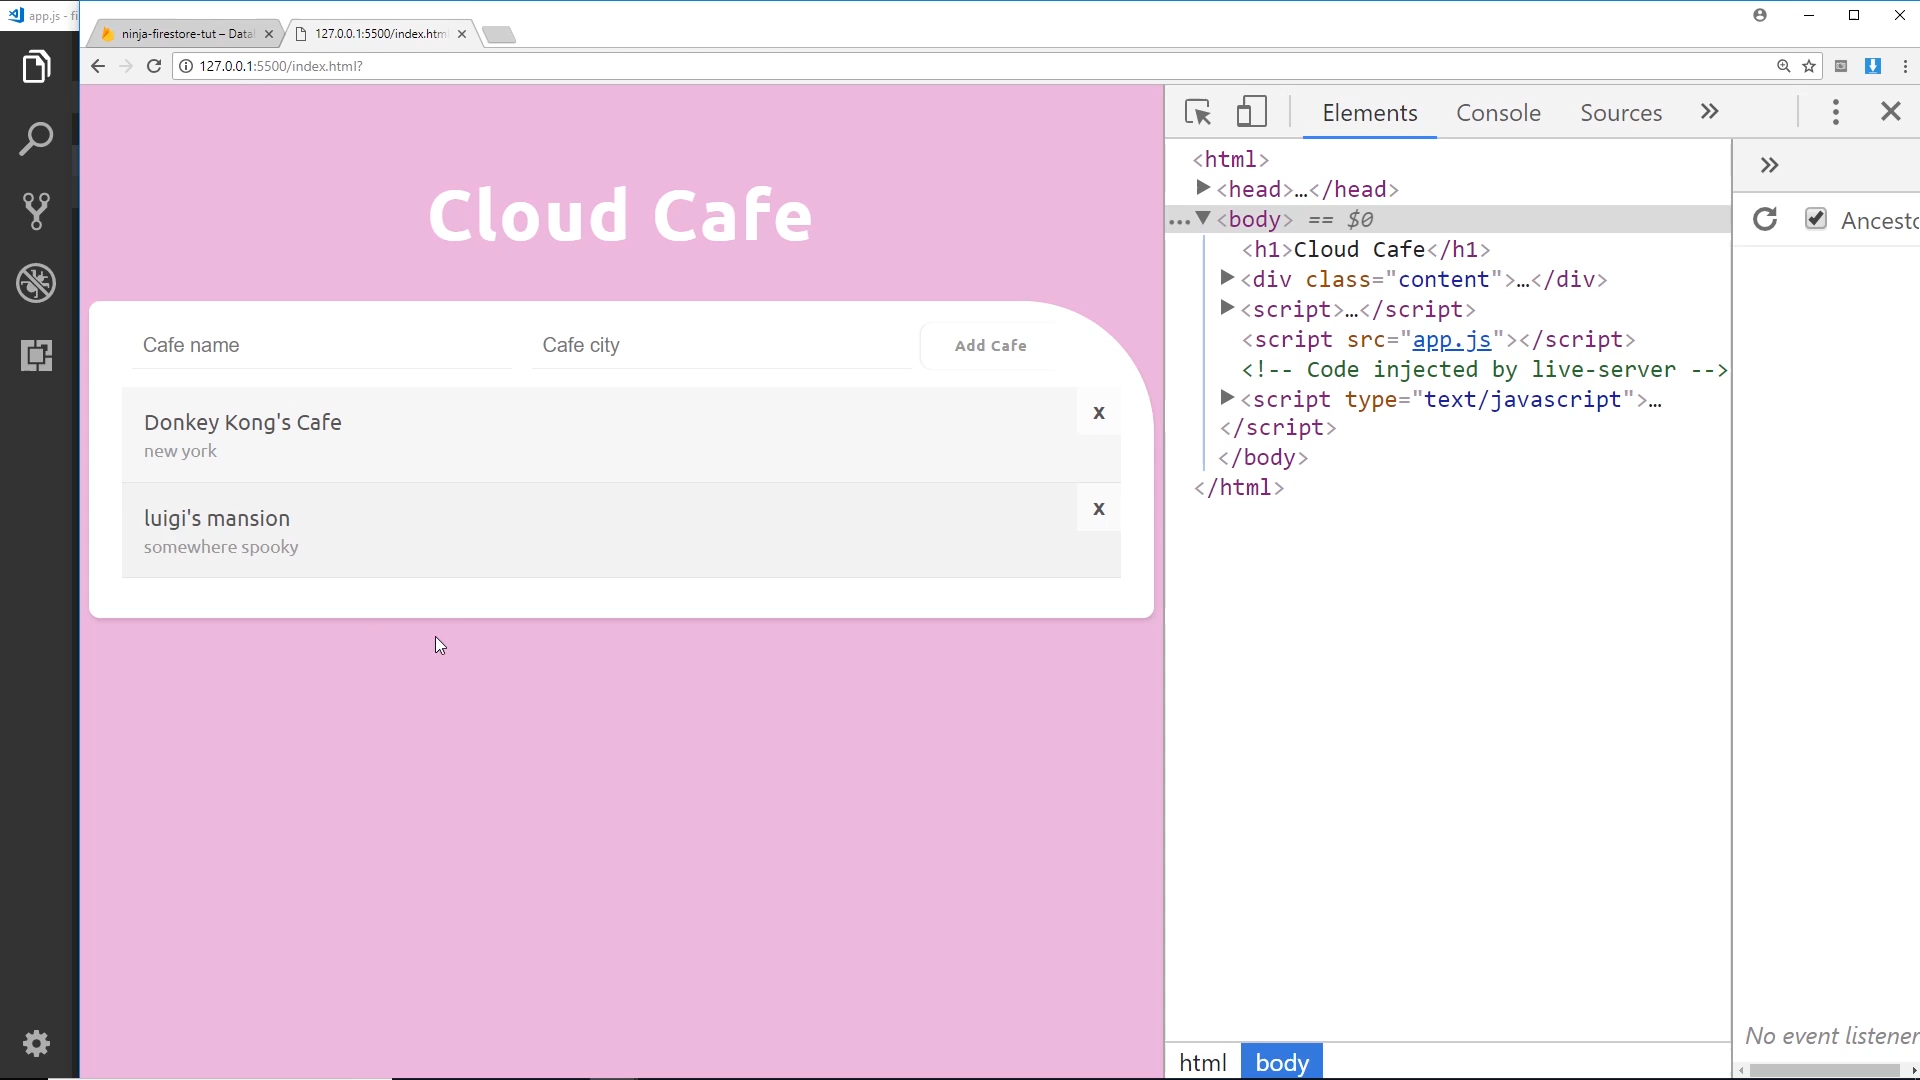 app.js - fi
ninja-firestore-tut – Data
127.0.0.1:5500/index.htm
127.0.0.1:5500/index.html?
Cloud Cafe
Cafe name
Cafe city
Add Cafe
Donkey Kong's Cafe
x
new york
luigi's mansion
x
somewhere spooky
Elements
Console
Sources
»
<html>
<head>…</head>
<body> == $0
<h1>Cloud Cafe</h1>
<div class="content">…</div>
<script>…</script>
<script src="app.js"></script>
<!-- Code injected by live-server -->
<script type="text/javascript">…
</script>
</body>
</html>
»
Ancesto
No event listener
html
body